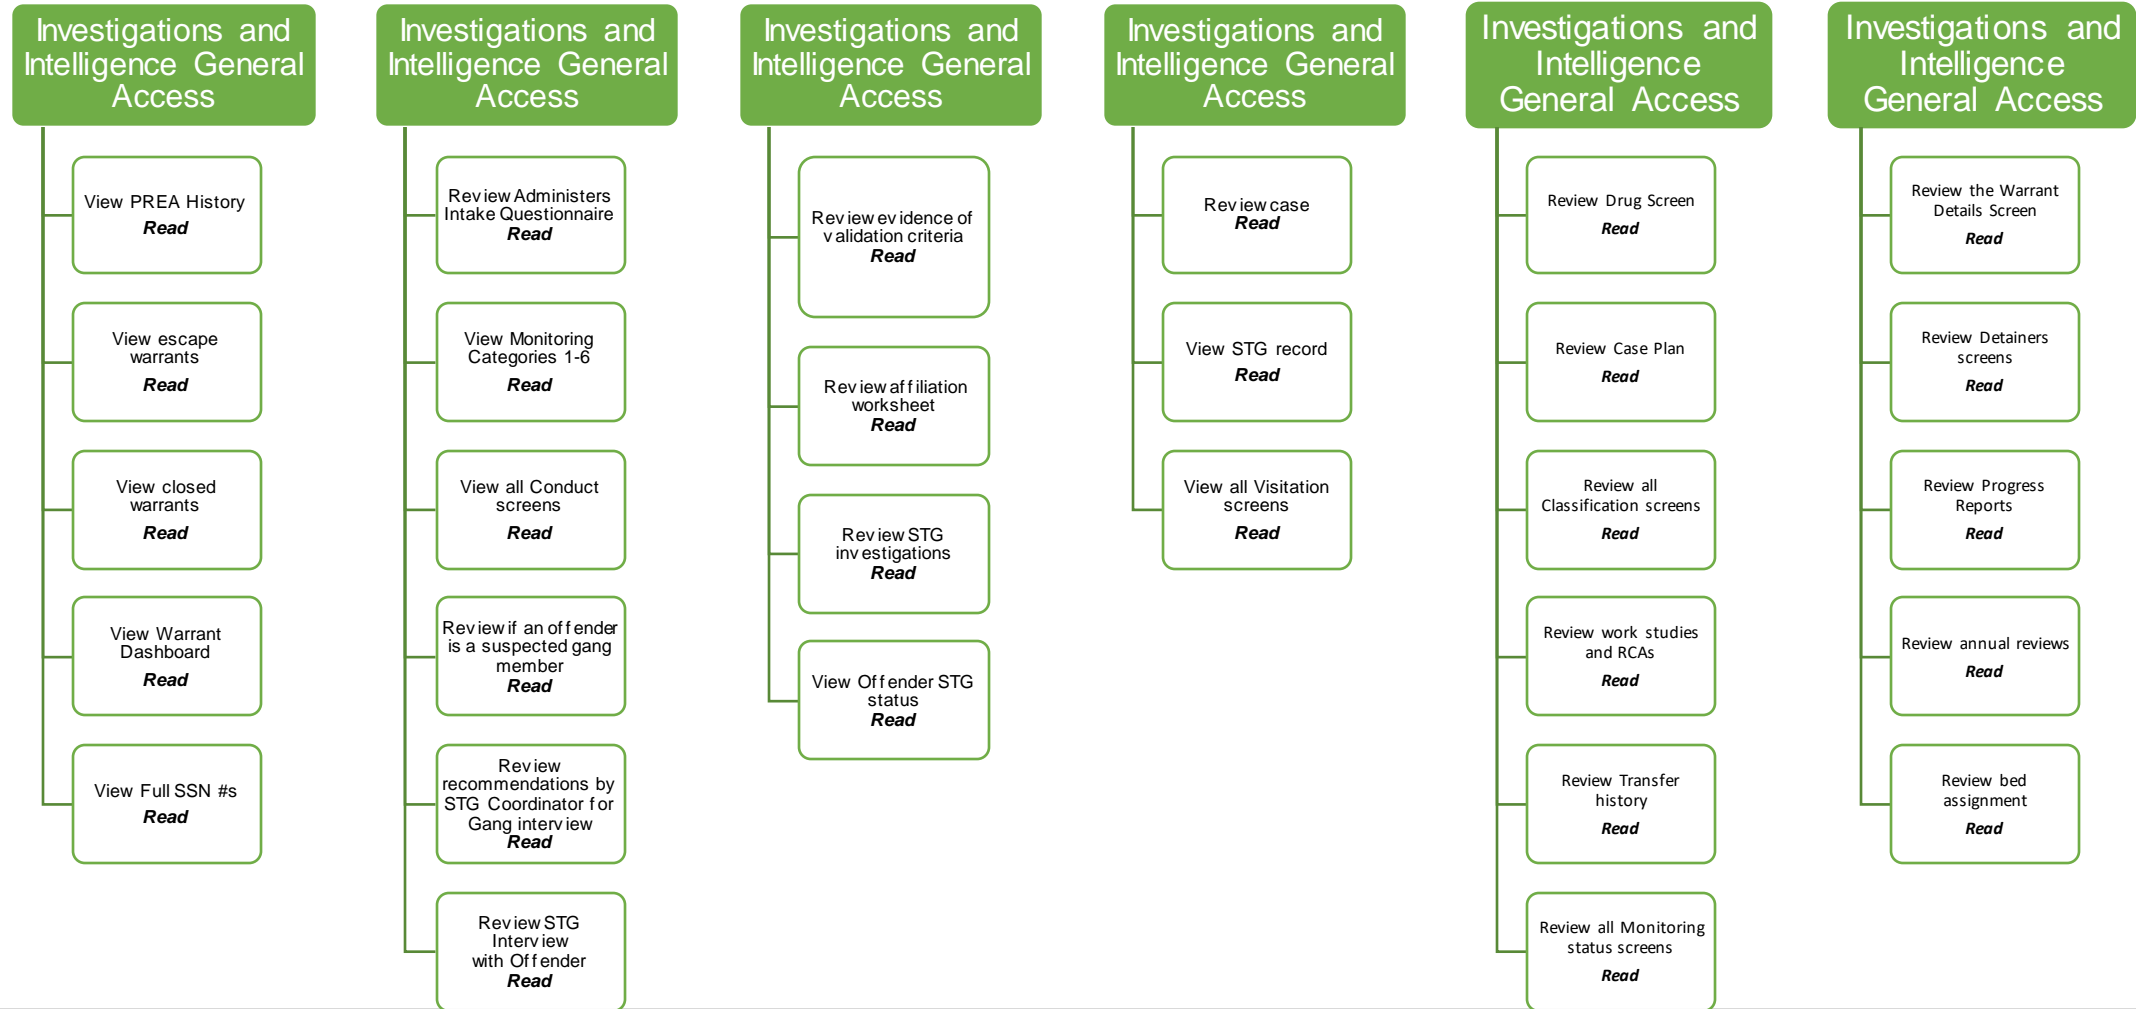 Investigations and
Intelligence General
Access
View PREA History
Read
View escape
warrants
Read
View closed
warrants
Read
View Warrant
Dashboard
Read
View Full SSN #s
Read
Investigations and
Intelligence General
Access
Review Administers
Intake Questionnaire
Read
View Monitoring
Categories 1-6
Read
View all Conduct
screens
Read
Review if an offender
is a suspected gang
member
Read
Review
recommendations by
STG Coordinator for
Gang interview
Read
Review STG
Interview
with Offender
Read
Investigations and
Intelligence General
Access
Review evidence of
validation criteria
Read
Review affiliation
worksheet
Read
Review STG
investigations
Read
View Offender STG
status
Read
Investigations and
Intelligence General
Access
Review case
Read
View STG record
Read
View all Visitation
screens
Read
Investigations and
Intelligence
General Access
Review Drug Screen
Read
Review Case Plan
Read
Review all
Classification screens
Read
Review work studies
and RCAs
Read
Review Transfer
history
Read
Review all Monitoring
status screens
Read
Investigations and
Intelligence
General Access
Review the Warrant
Details Screen
Read
Review Detainers
screens
Read
Review Progress
Reports
Read
Review annual reviews
Read
Review bed
assignment
Read